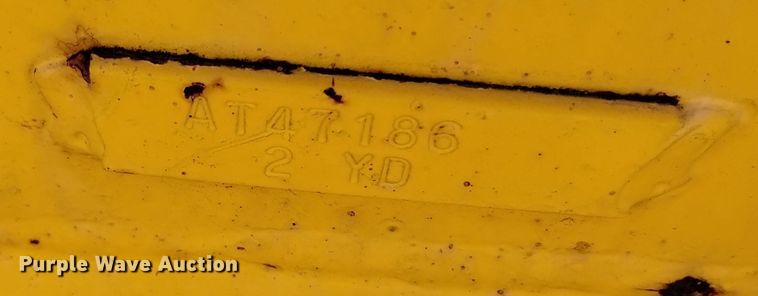 AT47186
2 YD
Purple Wave Auction